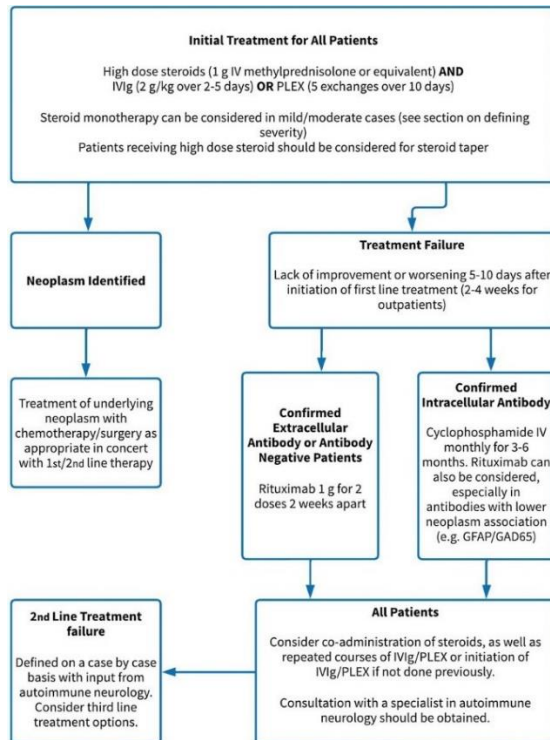 Initial Treatment for All Patients
High dose steroids (1 g IV methylprednisolone or equivalent) AND
IVIg (2 g/kg over 2-5 days) OR PLEX (5 exchanges over 10 days)
Steroid monotherapy can be considered in mild/moderate cases (see section on defining
severity)
Patients receiving high dose steroid should be considered for steroid taper
Neoplasm Identified
Treatment Failure
Lack of improvement or worsening 5-10 days after
initiation of first line treatment (2-4 weeks for
outpatients)
Treatment of underlying
neoplasm with
chemotherapy/surgery as
appropriate in concert
with 1st/2nd line therapy
Confirmed
Extracellular
Antibody or Antibody
Negative Patients
Rituximab 1 g for 2
doses 2 weeks apart
Confirmed
Intracellular Antibody
Cyclophosphamide IV
monthly for 3-6
months. Rituximab can
also be considered,
especially in
antibodies with lower
neoplasm association
(e.g. GFAP/GAD65)
2nd Line Treatment
failure
Defined on a case by case
basis with input from
autoimmune neurology.
Consider third line
treatment options.
All Patients
Consider co-administration of steroids, as well as
repeated courses of IVIg/PLEX or initiation of
IVIg/PLEX if not done previously.
Consultation with a specialist in autoimmune
neurology should be obtained.